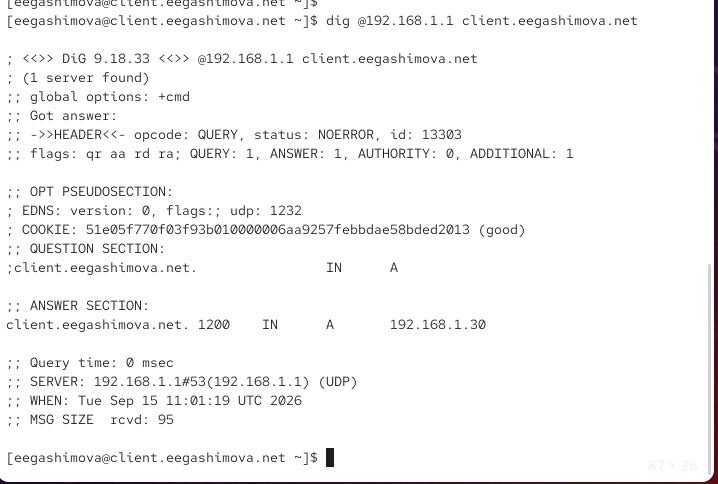 [eegashimova@client.eegashimova.net ~]$
[eegashimova@client.eegashimova.net ~]$ dig @192.168.1.1 client.eegashimova.net
; <<>> DiG 9.18.33 <<>> @192.168.1.1 client.eegashimova.net
; (1 server found)
;; global options: +cmd
;; Got answer:
;; ->>HEADER<<- opcode: QUERY, status: NOERROR, id: 13303
;; flags: qr aa rd ra; QUERY: 1, ANSWER: 1, AUTHORITY: 0, ADDITIONAL: 1
;; OPT PSEUDOSECTION:
; EDNS: version: 0, flags:; udp: 1232
; COOKIE: 51e05f770f03f93b010000006aa9257febbdae58bded2013 (good)
;; QUESTION SECTION:
;client.eegashimova.net. IN A
;; ANSWER SECTION:
client.eegashimova.net. 1200 IN A 192.168.1.30
;; Query time: 0 msec
;; SERVER: 192.168.1.1#53(192.168.1.1) (UDP)
;; WHEN: Tue Sep 15 11:01:19 UTC 2026
;; MSG SIZE rcvd: 95
[eegashimova@client.eegashimova.net ~]$
87 × 26